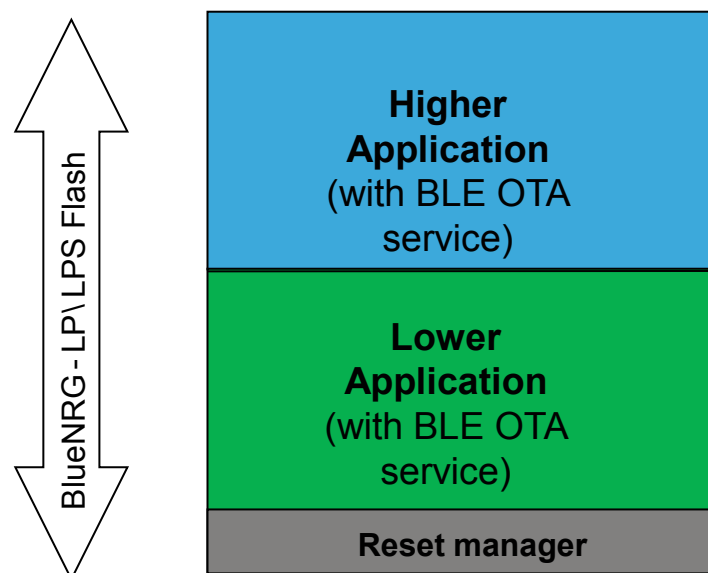 BlueNRG - LP\ LPS Flash
Higher
Application
(with BLE OTA
service)
Lower
Application
(with BLE OTA
service)
Reset manager